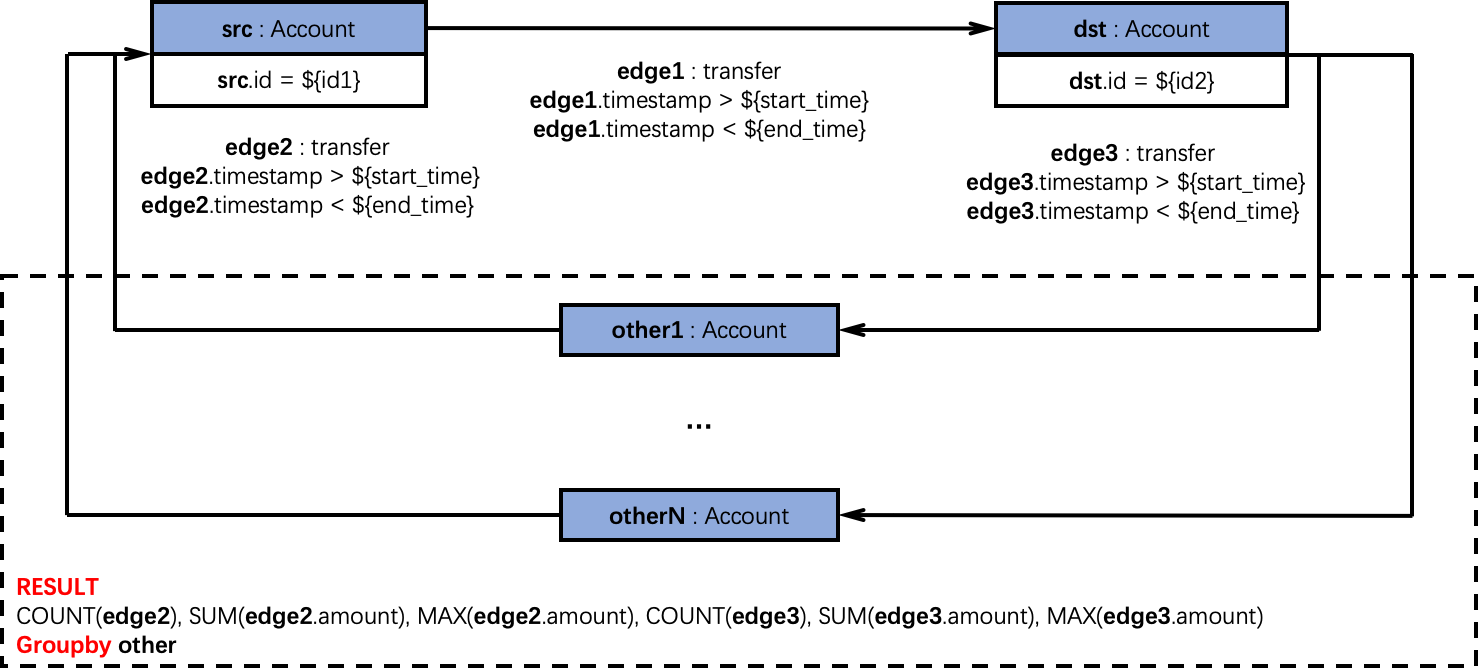 src : Account
src.id = ${id1}
dst : Account
dst.id = ${id2}
edge1 : transfer
edge1.timestamp > ${start_time}
edge1.timestamp < ${end_time}
edge2 : transfer
edge2.timestamp > ${start_time}
edge2.timestamp < ${end_time}
edge3 : transfer
edge3.timestamp > ${start_time}
edge3.timestamp < ${end_time}
other1 : Account
...
otherN : Account
RESULT
COUNT(edge2), SUM(edge2.amount), MAX(edge2.amount), COUNT(edge3), SUM(edge3.amount), MAX(edge3.amount)
Groupby other